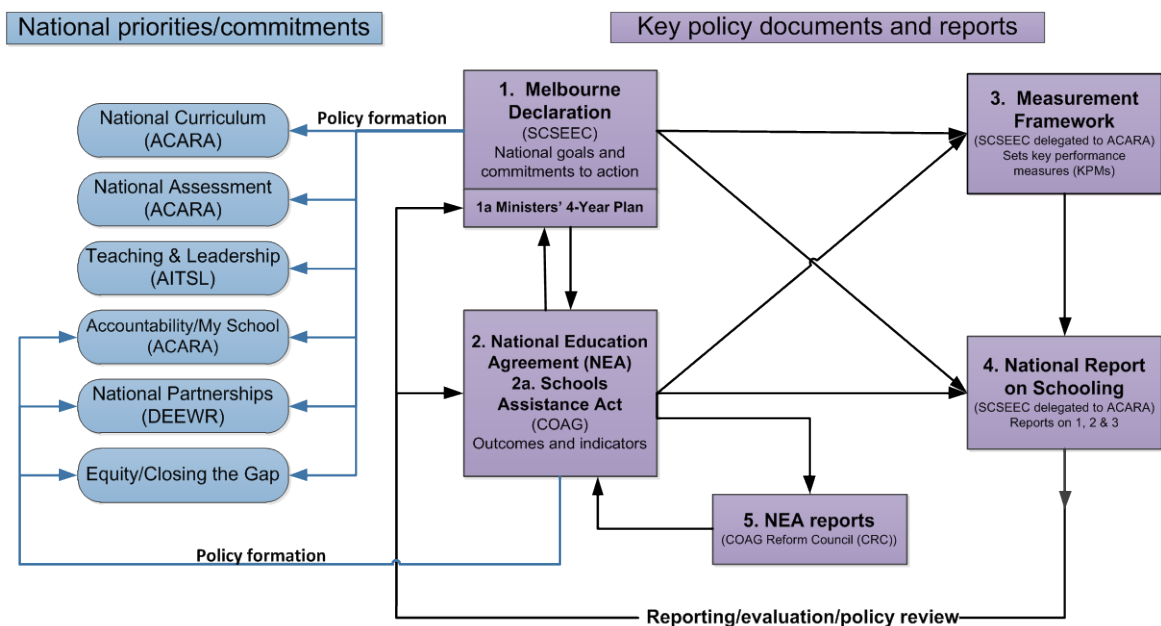 National priorities/commitments
Key policy documents and reports
National Curriculum
(ACARA)
National Assessment
(ACARA)
Teaching & Leadership
(AITSL)
Accountability/My School
(ACARA)
National Partnerships
(DEEWR)
Equity/Closing the Gap
Policy formation
1. Melbourne
Declaration
(SCSEEC)
National goals and
commitments to action
1a Ministers' 4-Year Plan
2. National Education
Agreement (NEA)
2a. Schools
Assistance Act
(COAG)
Outcomes and indicators
3. Measurement
Framework
(SCSEEC delegated to ACARA)
Sets key performance
measures (KPMs)
4. National Report
on Schooling
(SCSEEC delegated to ACARA)
Reports on 1, 2 & 3
5. NEA reports
(COAG Reform Council (CRC))
Policy formation
Reporting/evaluation/policy review